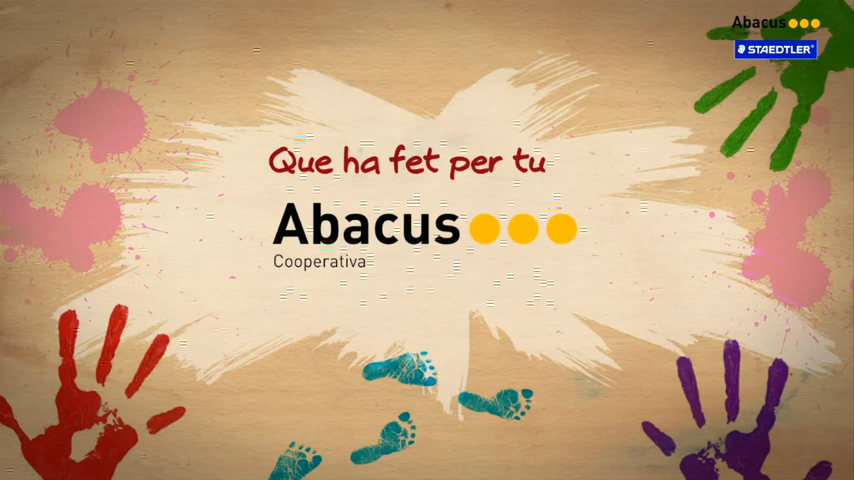 Abacus
STAEDTLER
Que ha fet per tu
Abacus
Cooperativa